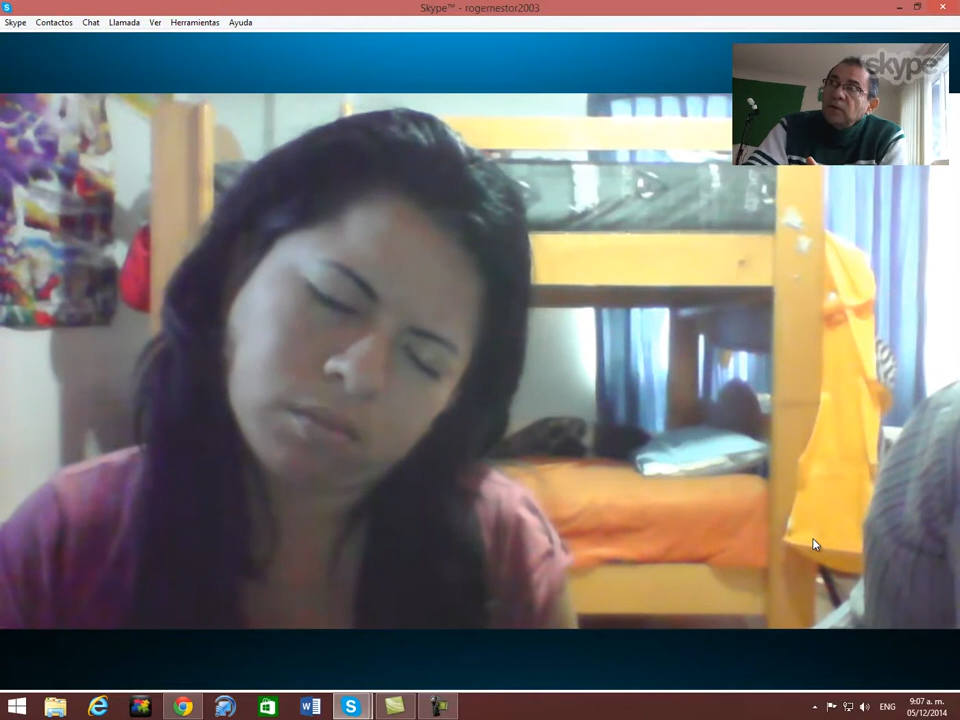 Skype™ - rogernestor2003
Skype Contactos Chat Llamada Ver Herramientas Ayuda
skype
ENG
9:07 a. m.
05/12/2014